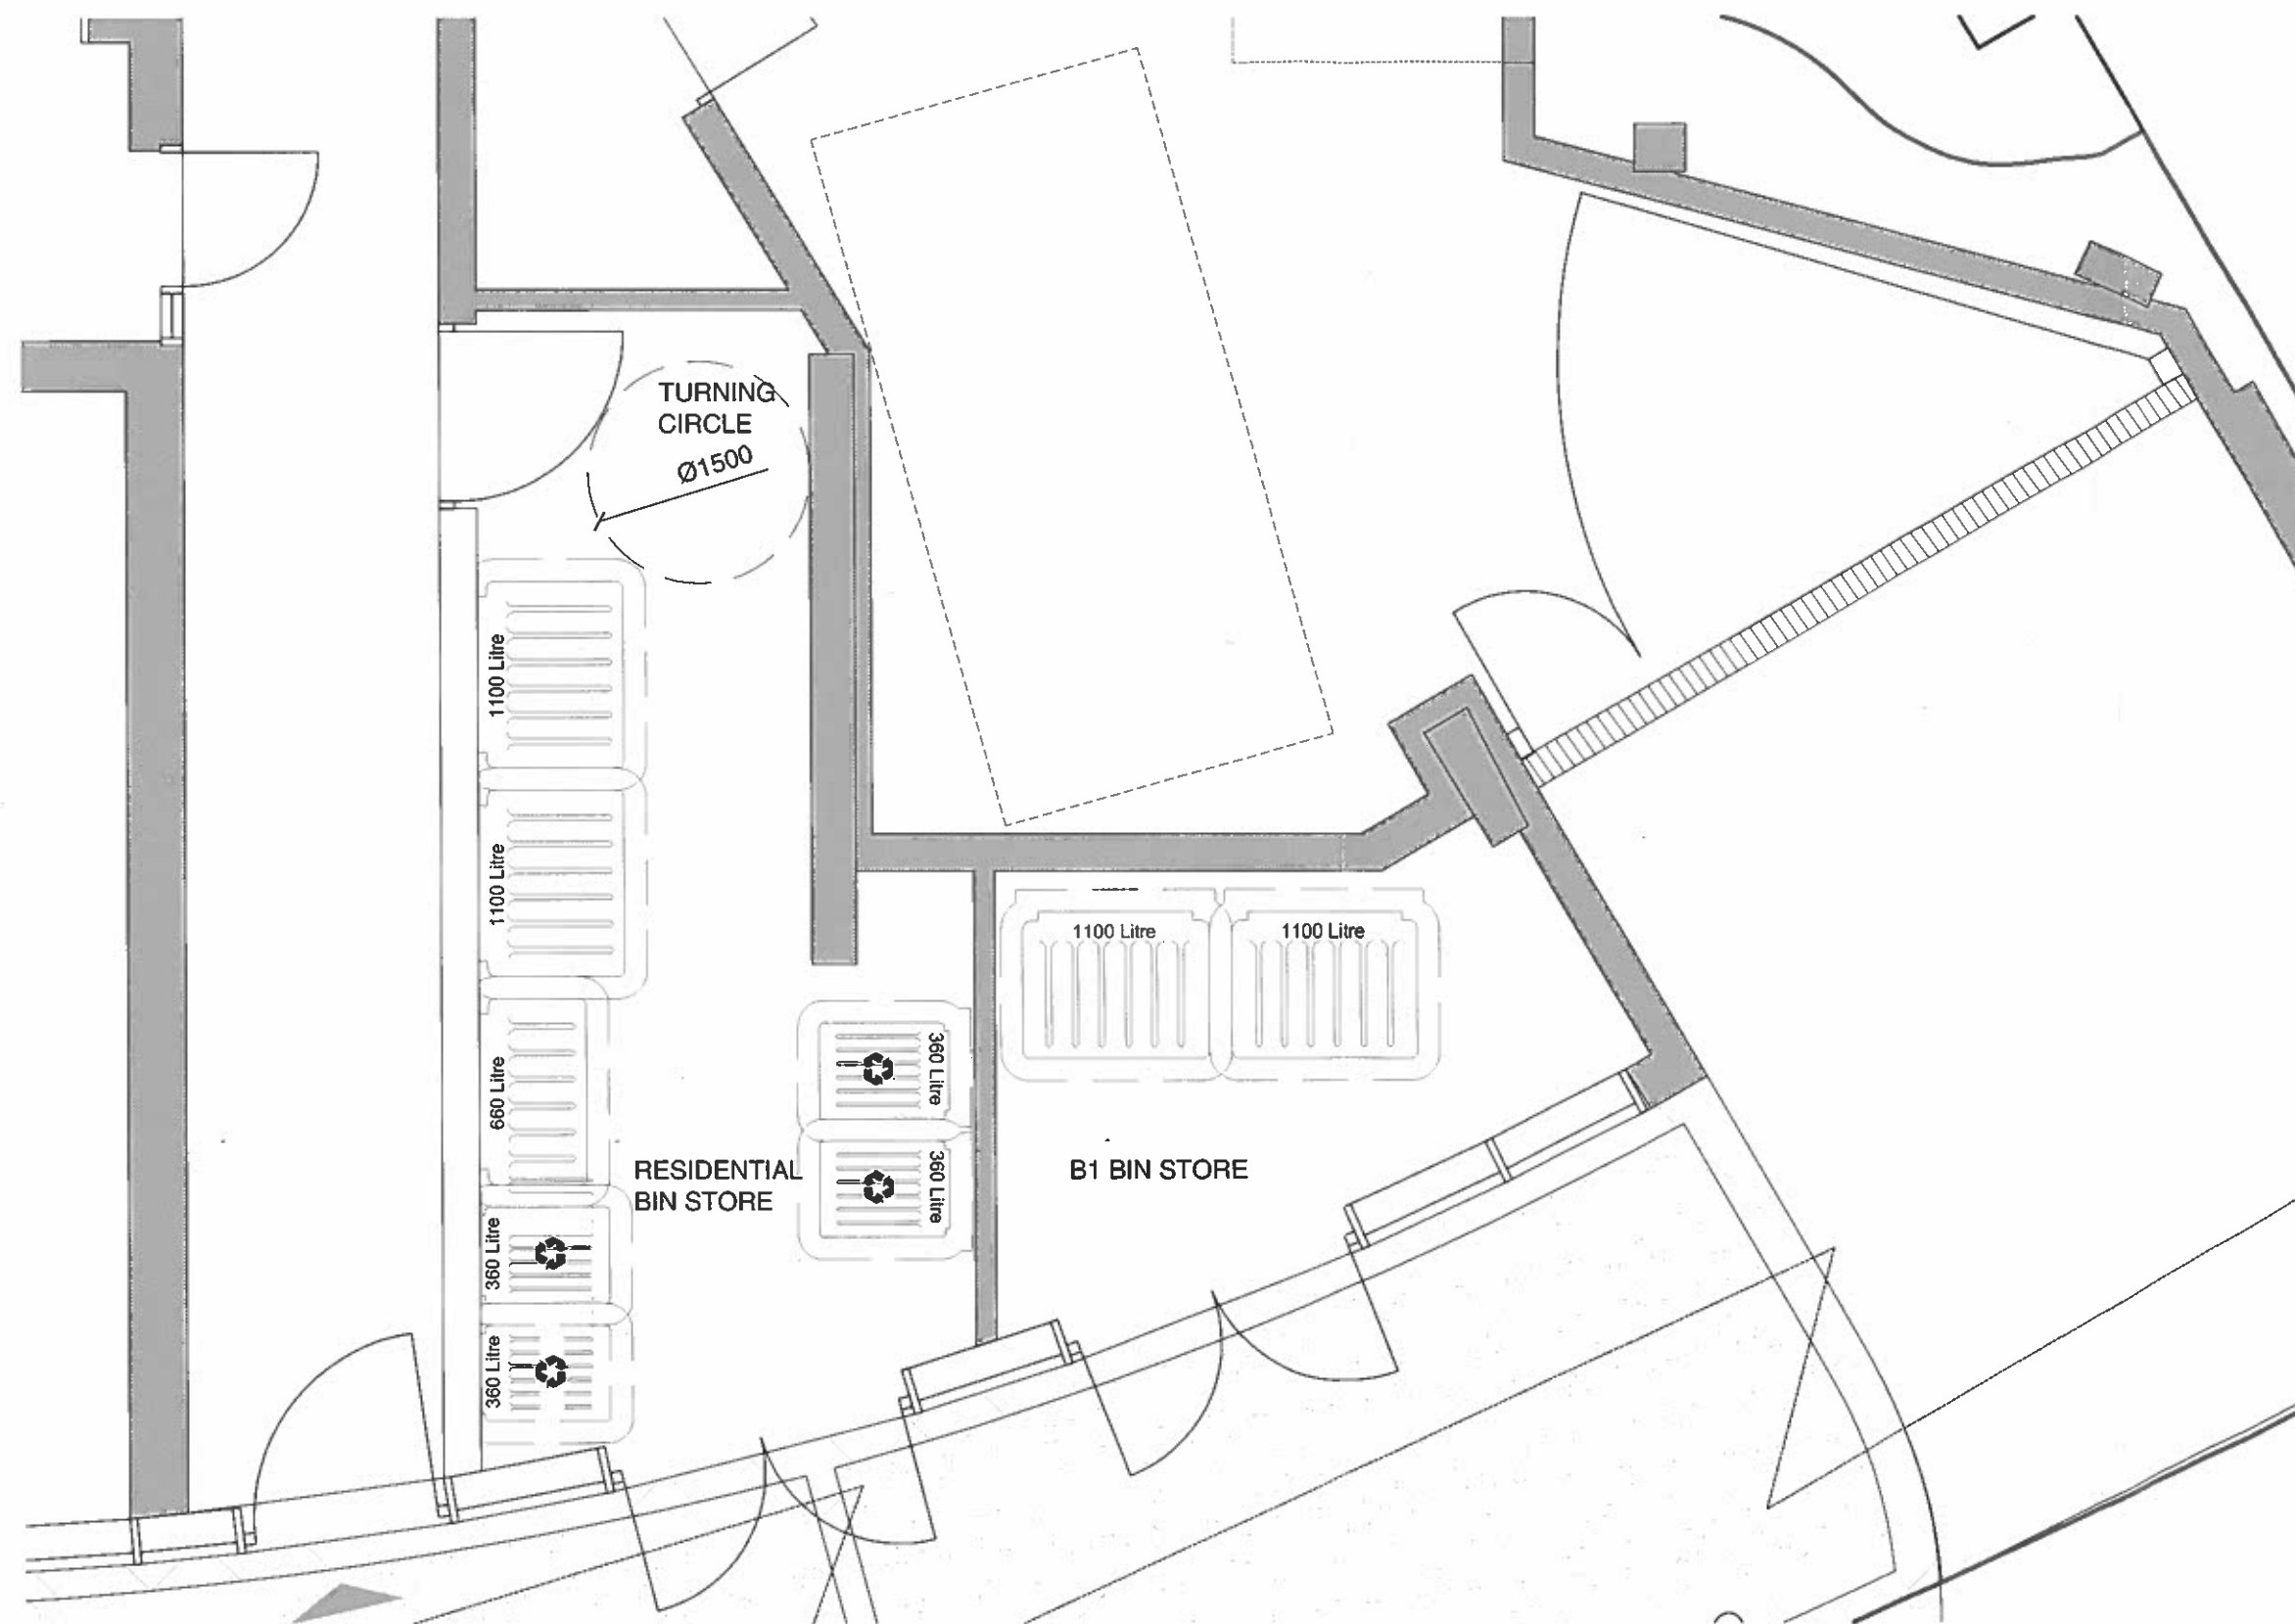 TURNING
CIRCLE
Ø1500
1100 Litre
1100 Litre
660 Litre
360 Litre
360 Litre
RESIDENTIAL
BIN STORE
360 Litre
360 Litre
1100 Litre
1100 Litre
B1 BIN STORE